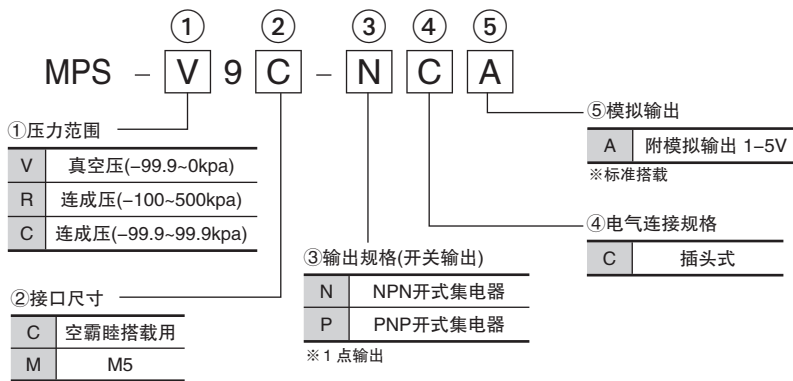 ① ② ③ ④ ⑤
MPS – V 9 C – N C A
①压力范围
V 真空压(–99.9~0kpa)
R 连成压(–100~500kpa)
C 连成压(–99.9~99.9kpa)
②接口尺寸
C 空霸睦搭载用
M M5
③输出规格(开关输出)
N NPN开式集电器
P PNP开式集电器
※1点输出
④电气连接规格
C 插头式
⑤模拟输出
A 附模拟输出 1–5V
※标准搭载